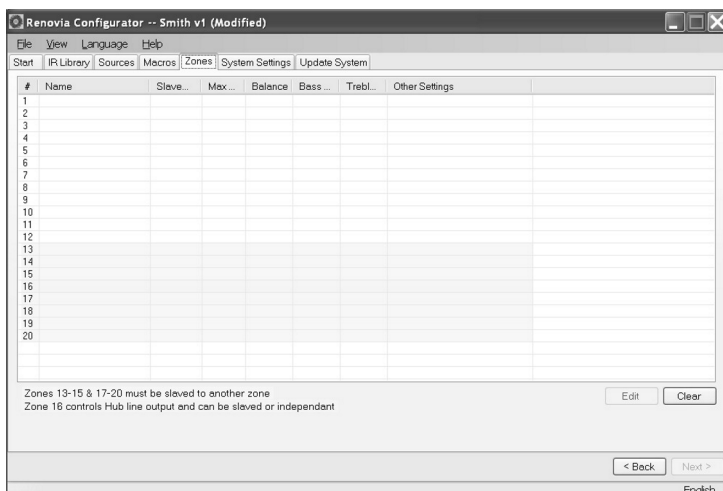 Renovia Configurator -- Smith v1 (Modified)
File View Language Help
Start IR Library Sources Macros Zones System Settings Update System
# Name Slave... Max ... Balance Bass ... Trebl... Other Settings
1
2
3
4
5
6
7
8
9
10
11
12
13
14
15
16
17
18
19
20
Zones 13-15 & 17-20 must be slaved to another zone
Zone 16 controls Hub line output and can be slaved or independant
Edit Clear
< Back Next >
English